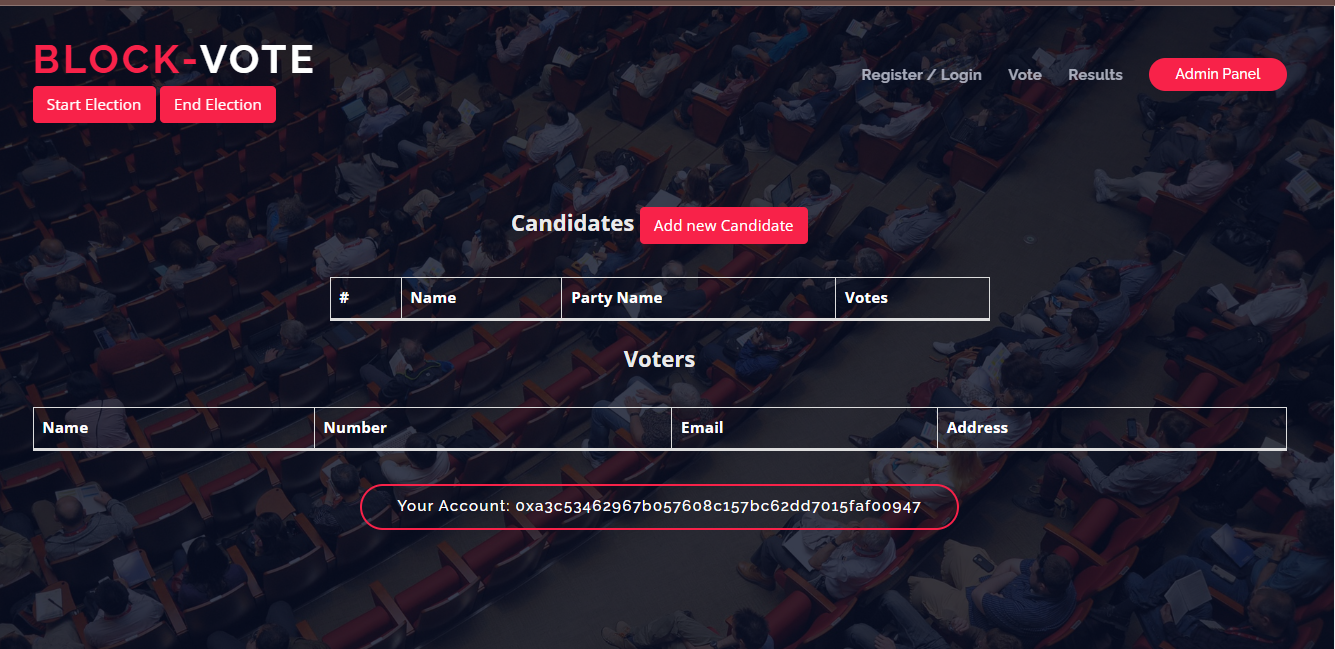 BLOCK-VOTE
Register / Login Vote Results Admin Panel
Start Election End Election
Candidates Add new Candidate
# Name Party Name Votes
Voters
Name Number Email Address
Your Account: 0xa3c53462967b057608c157bc62dd7015faf00947